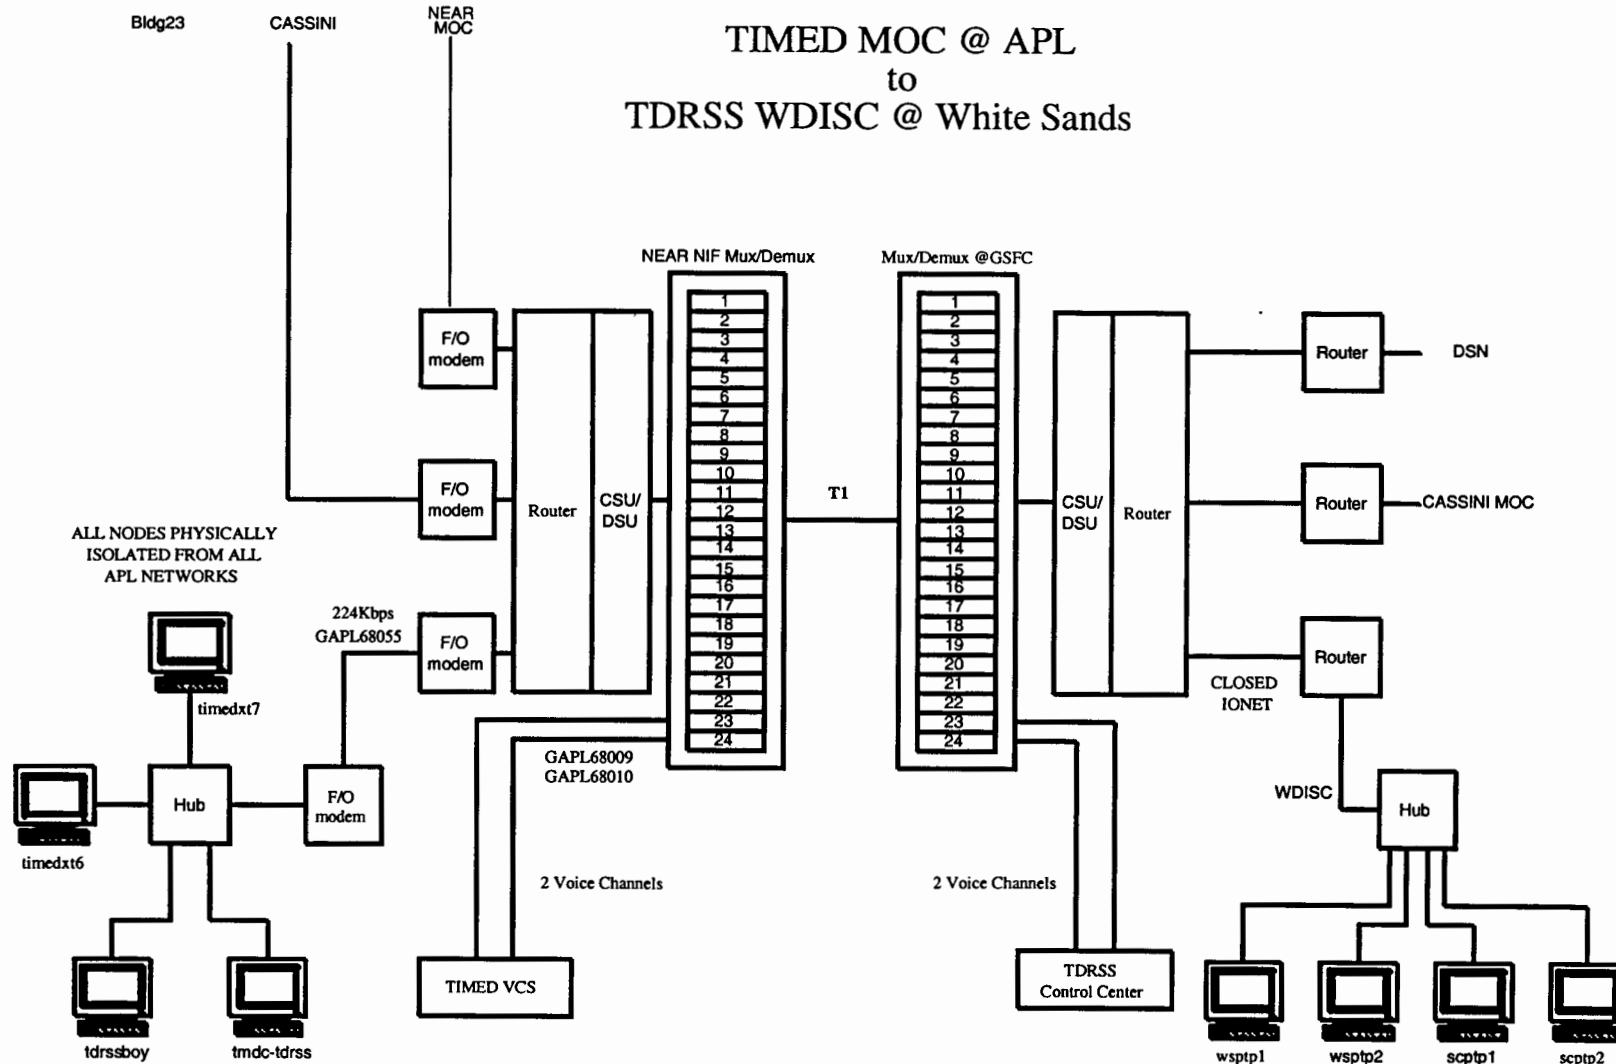 Bldg23
CASSINI
NEAR
MOC
TIMED MOC @ APL
to
TDRSS WDISC @ White Sands
NEAR NIF Mux/Demux
Mux/Demux @GSFC
1
2
3
4
5
6
7
8
9
10
11
12
13
14
15
16
17
18
19
20
21
22
23
24
1
2
3
4
5
6
7
8
9
10
11
12
13
14
15
16
17
18
19
20
21
22
23
24
F/O
modem
F/O
modem
F/O
modem
Router
CSU/
DSU
T1
CSU/
DSU
Router
Router
DSN
Router
CASSINI MOC
Router
CLOSED
IONET
ALL NODES PHYSICALLY
ISOLATED FROM ALL
APL NETWORKS
224Kbps
GAPL68055
timedxt7
timedxt6
Hub
F/O
modem
GAPL68009
GAPL68010
WDISC
Hub
2 Voice Channels
2 Voice Channels
TIMED VCS
TDRSS
Control Center
tdrssboy
tmdc-tdrss
wsptp1
wsptp2
scptp1
scptp2